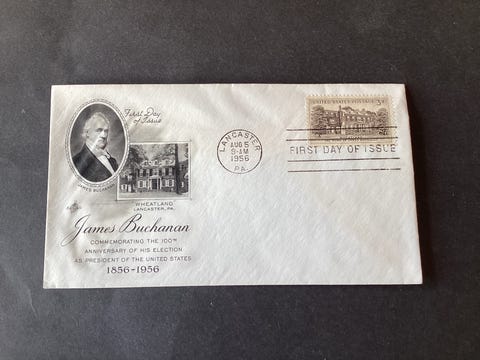 First Day
of Issue
JAMES BUCHANAN
WHEATLAND
LANCASTER, PA.
James Buchanan
COMMEMORATING THE 100TH
ANNIVERSARY OF HIS ELECTION
AS PRESIDENT OF THE UNITED STATES
1856-1956
LANCASTER
AUG 5
9-AM
1956
PA.
UNITED STATES POSTAGE 3¢
FIRST DAY OF ISSUE